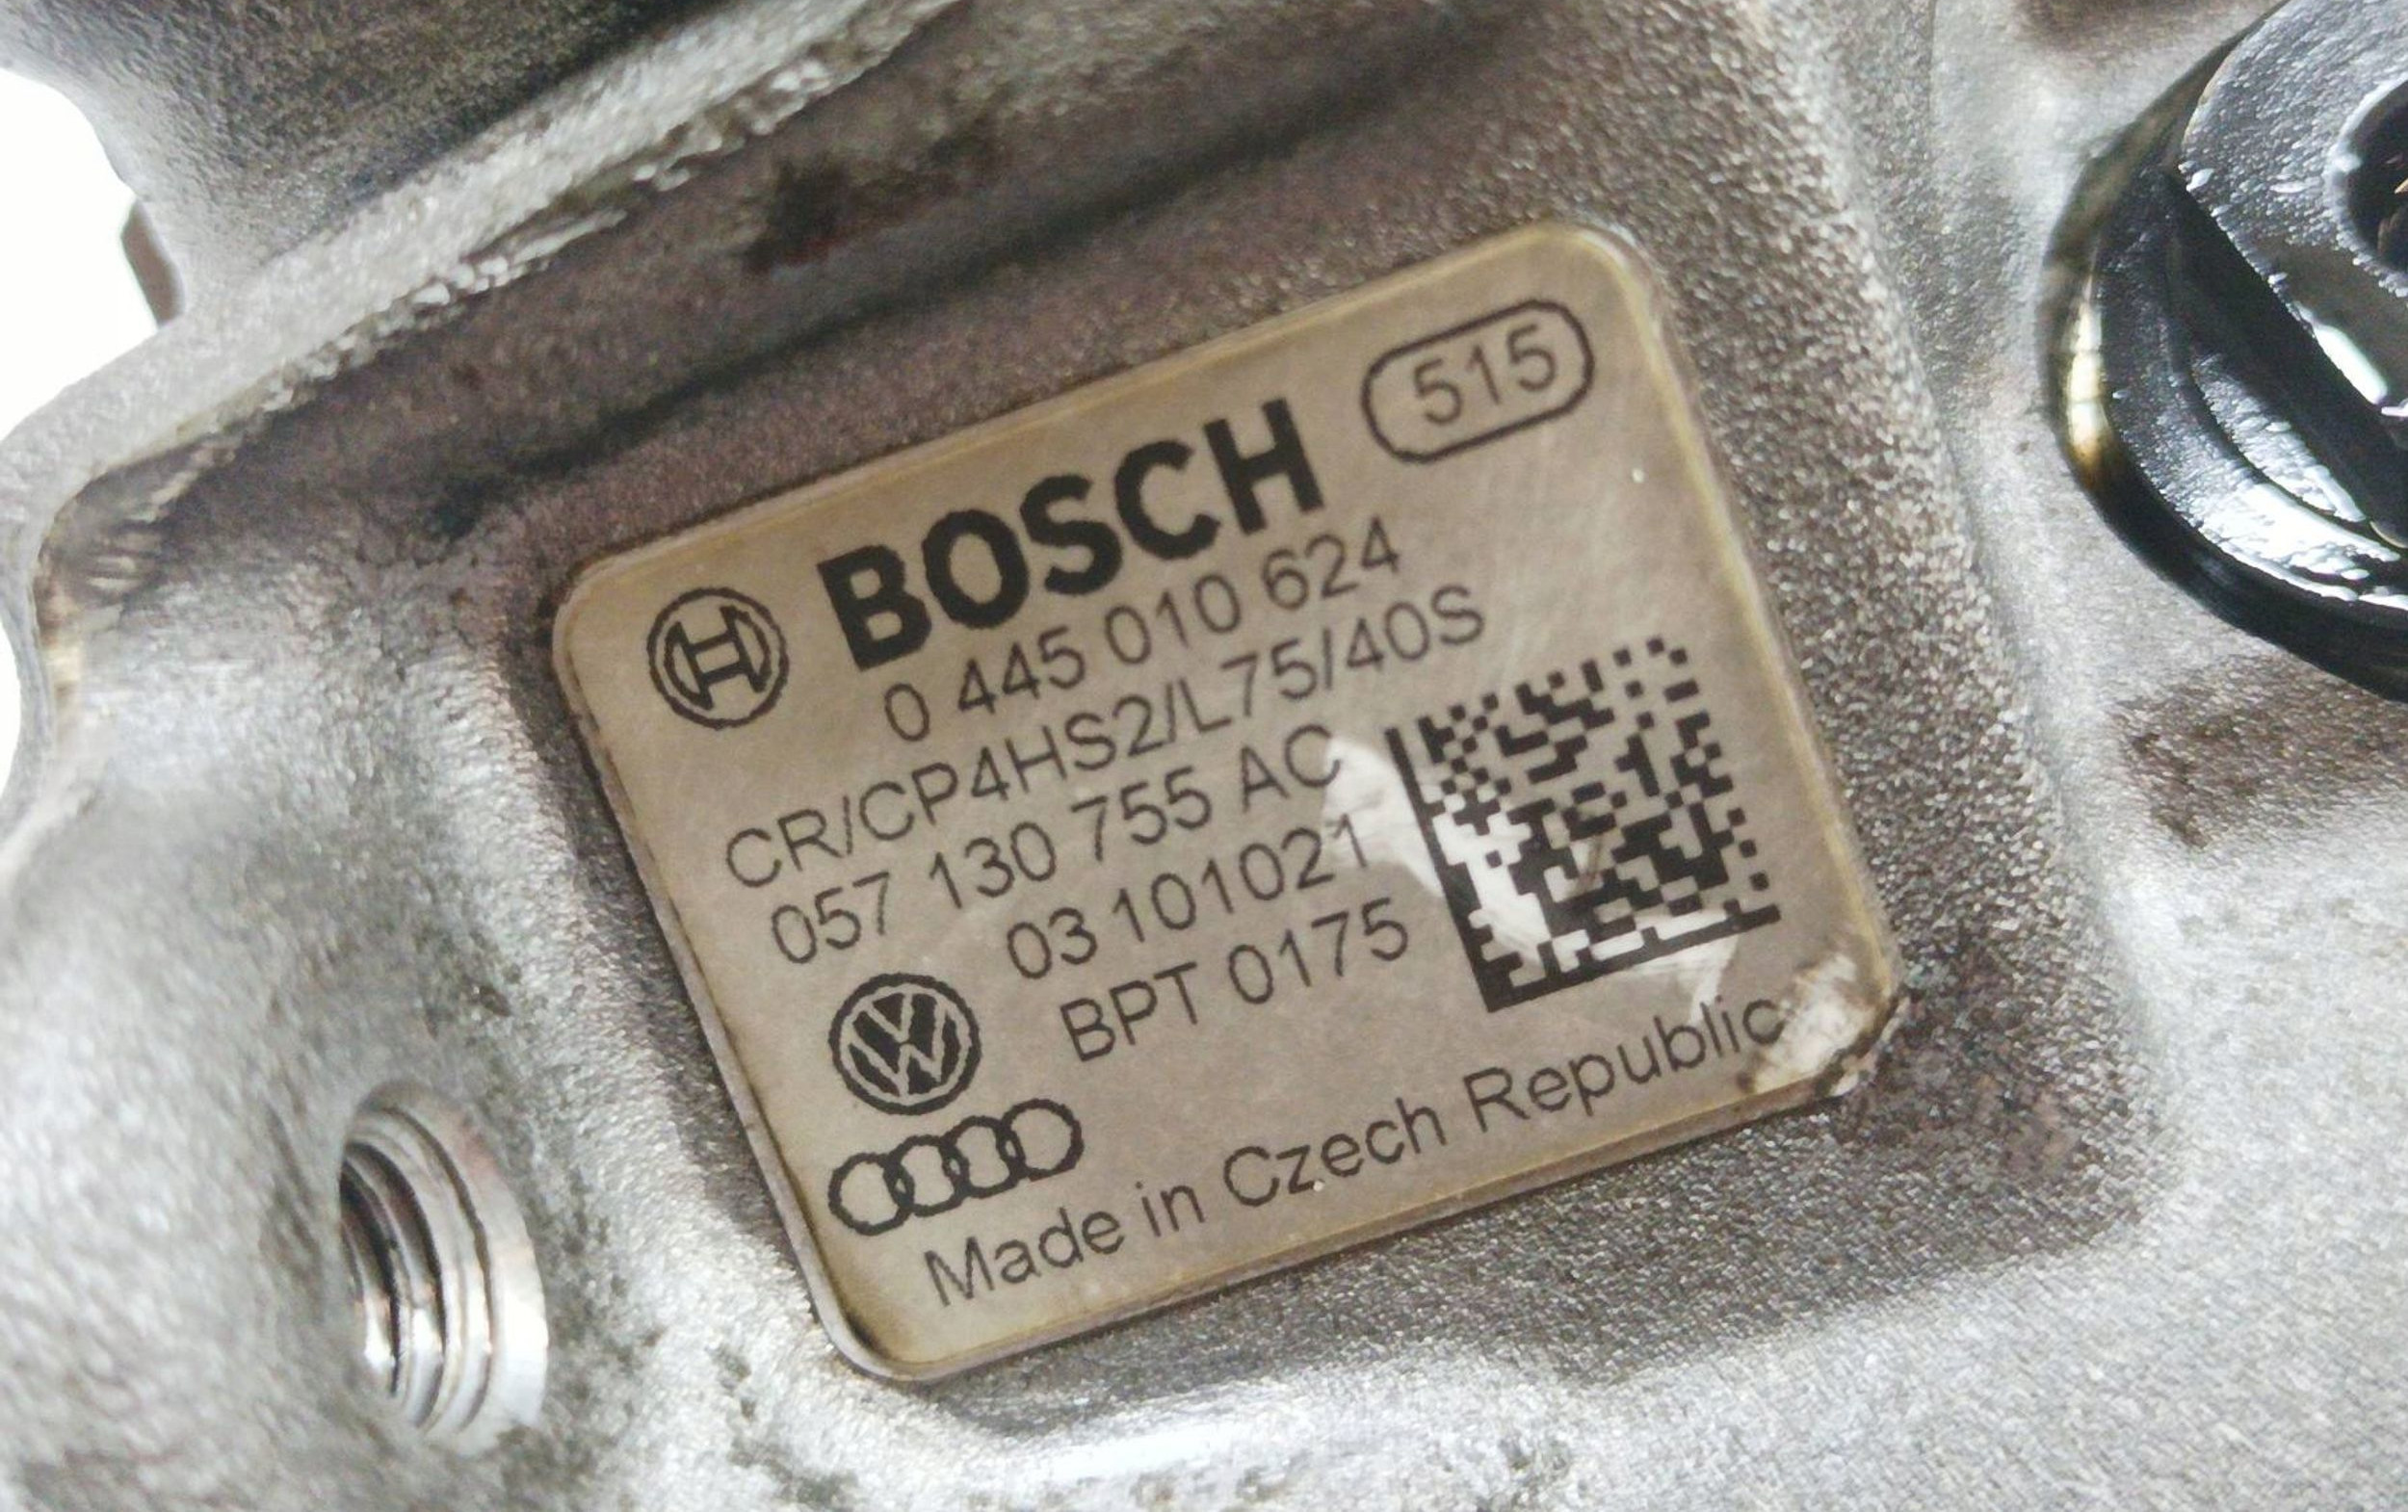 515
BOSCH
0 445 010 624
CR/CP4HS2/L75/40S
057 130 755 AC
03 101021
BPT 0175
Made in Czech Republic